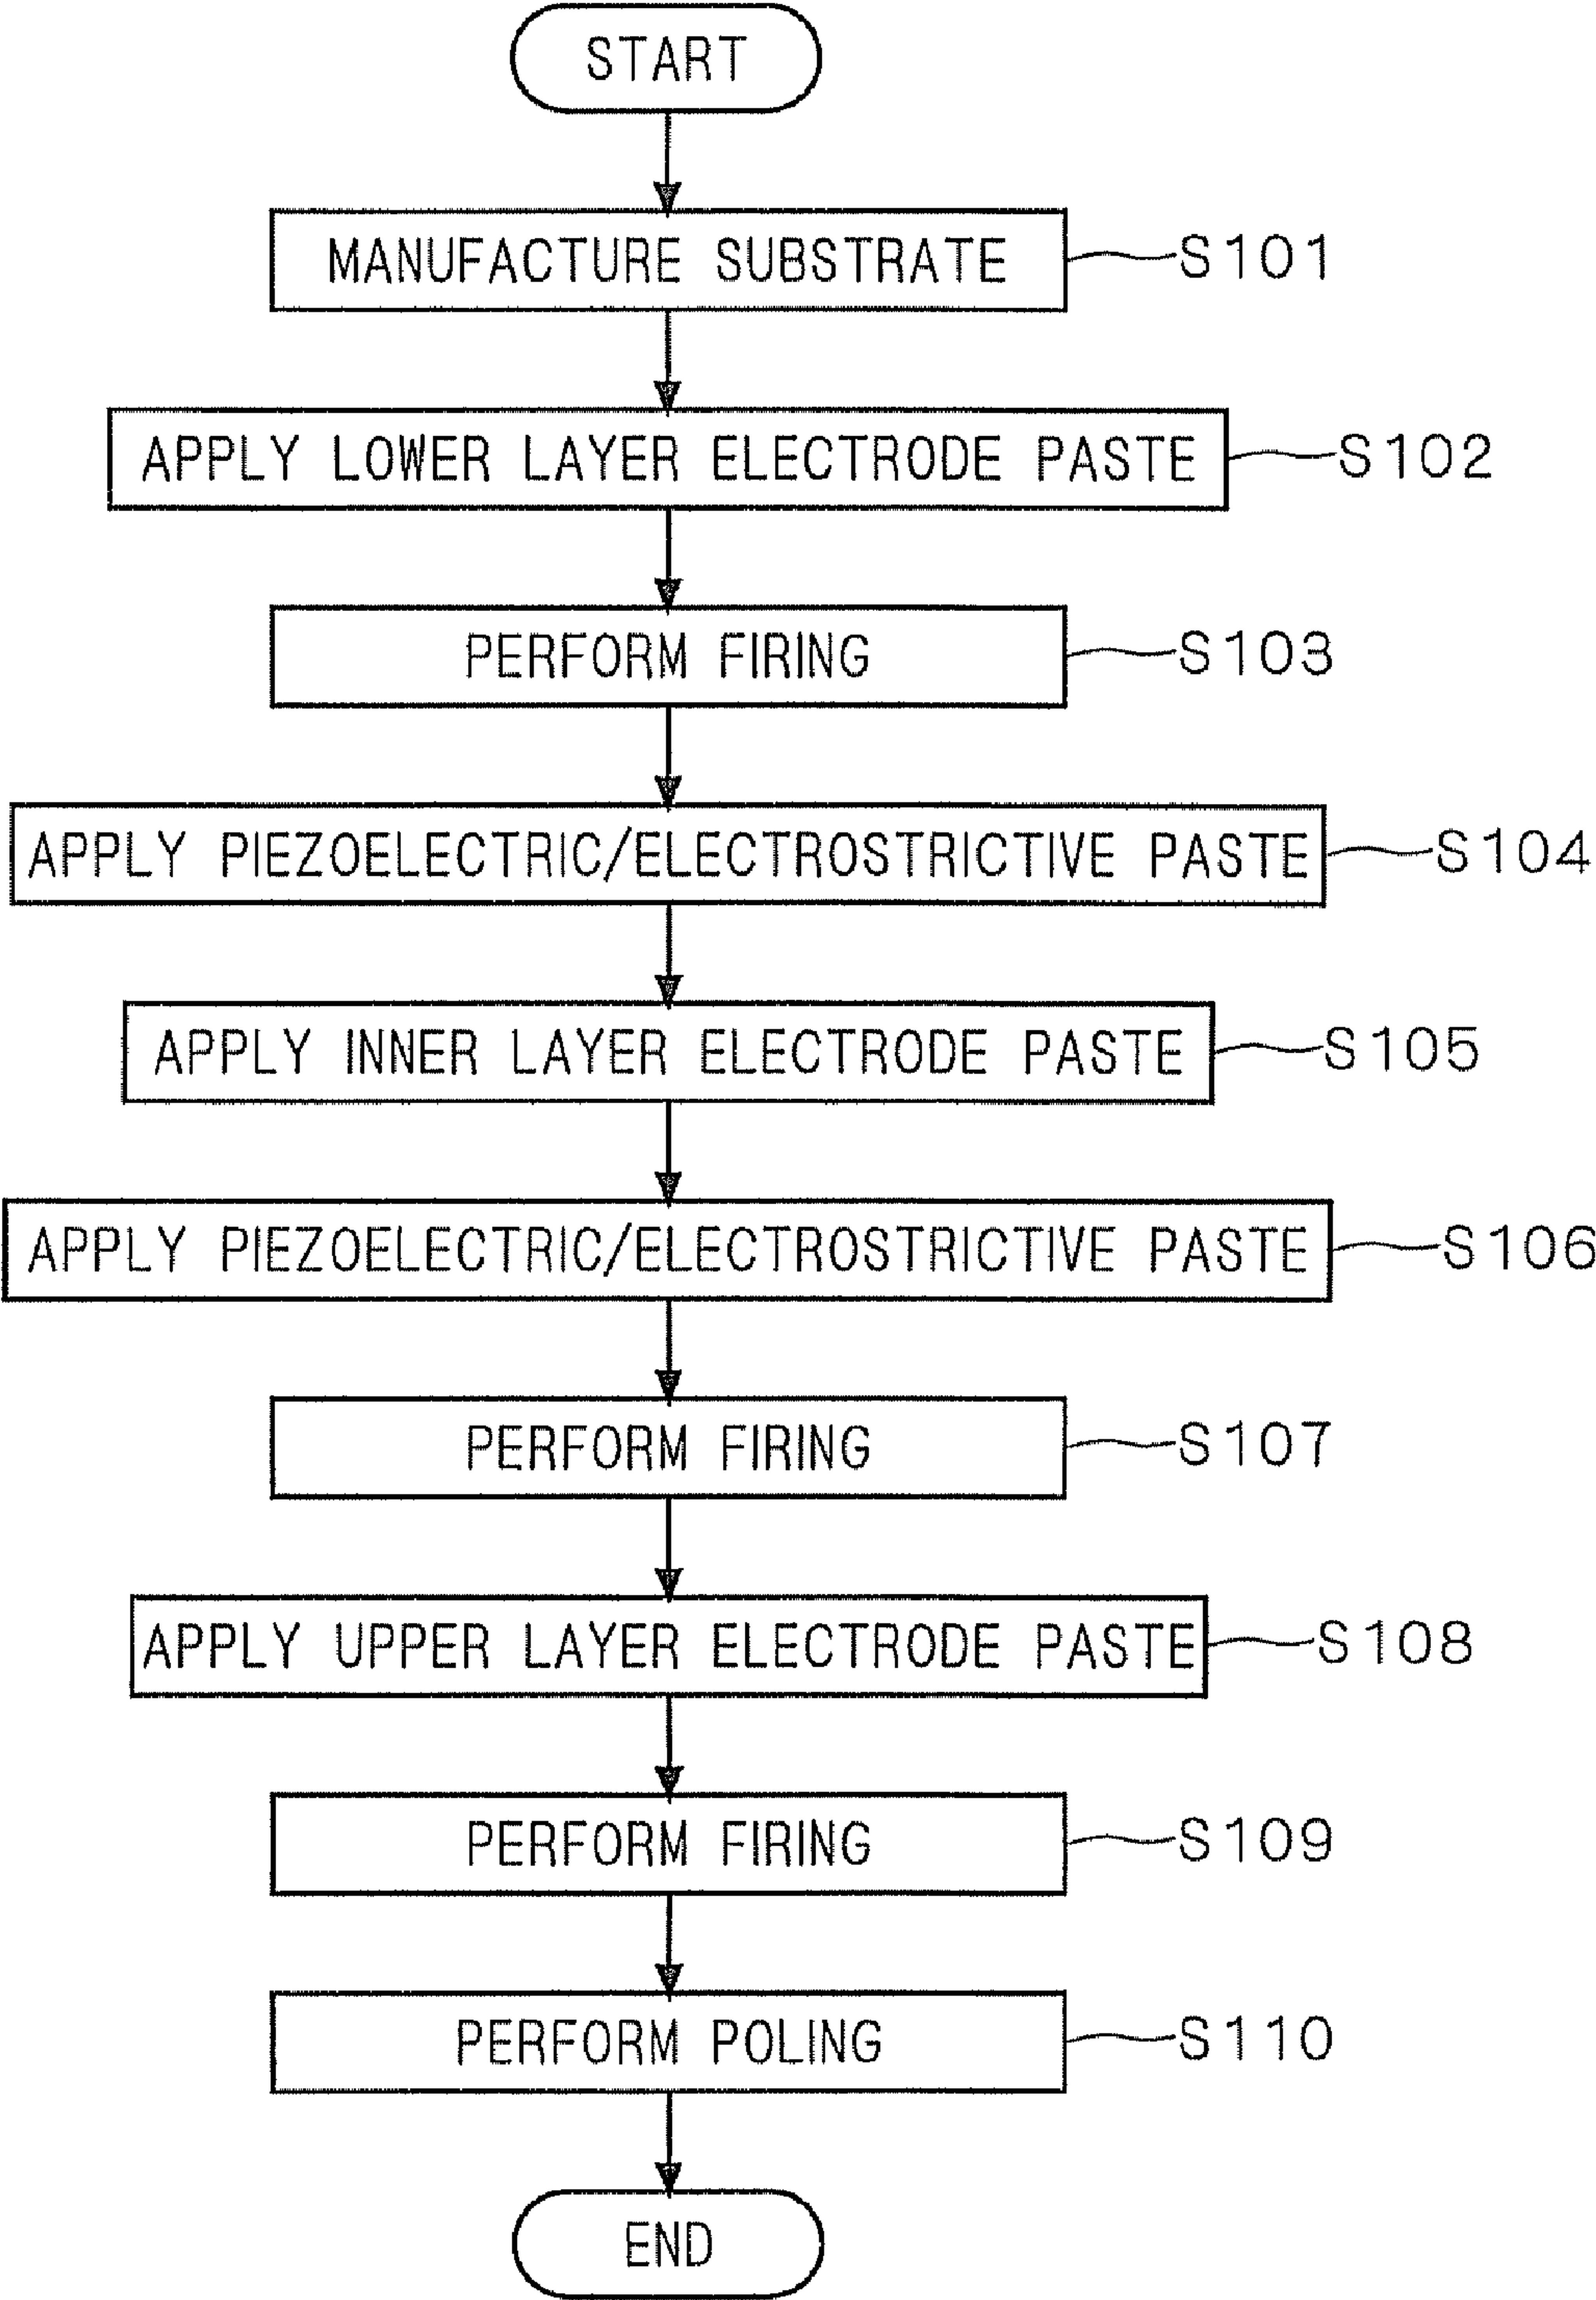 START
MANUFACTURE SUBSTRATE S101
APPLY LOWER LAYER ELECTRODE PASTE S102
PERFORM FIRING S103
APPLY PIEZOELECTRIC/ELECTROSTRICTIVE PASTE S104
APPLY INNER LAYER ELECTRODE PASTE S105
APPLY PIEZOELECTRIC/ELECTROSTRICTIVE PASTE S106
PERFORM FIRING S107
APPLY UPPER LAYER ELECTRODE PASTE S108
PERFORM FIRING S109
PERFORM POLING S110
END